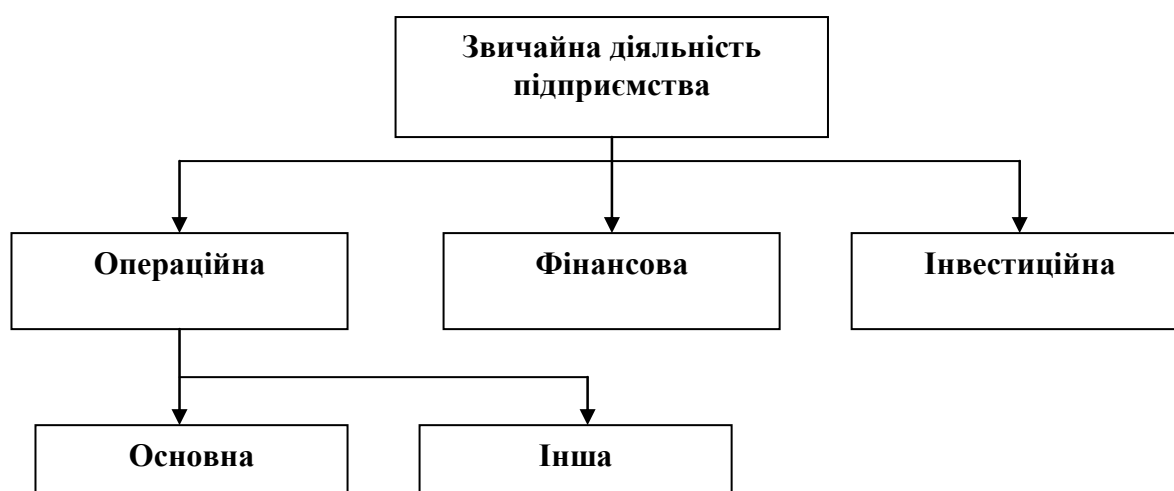 Звичайна діяльність
підприємства
Операційна
Фінансова
Інвестиційна
Основна
Інша